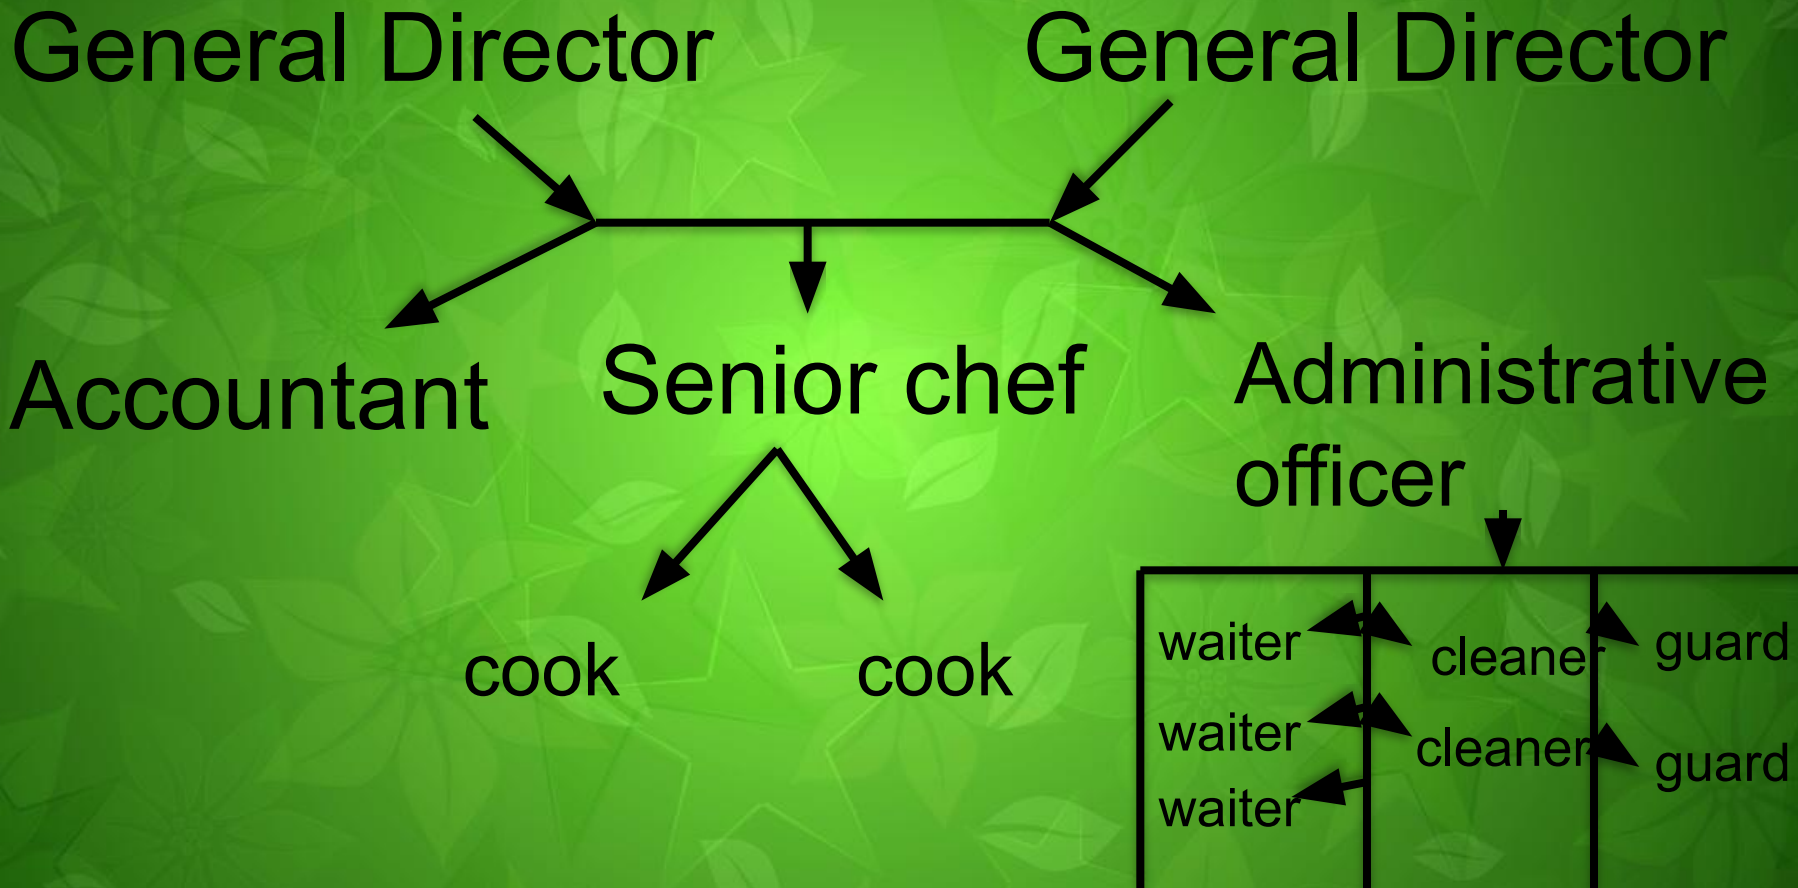 General Director
General Director
Accountant
Senior chef
Administrative
officer
cook
cook
waiter
cleaner
guard
waiter
cleaner
guard
waiter